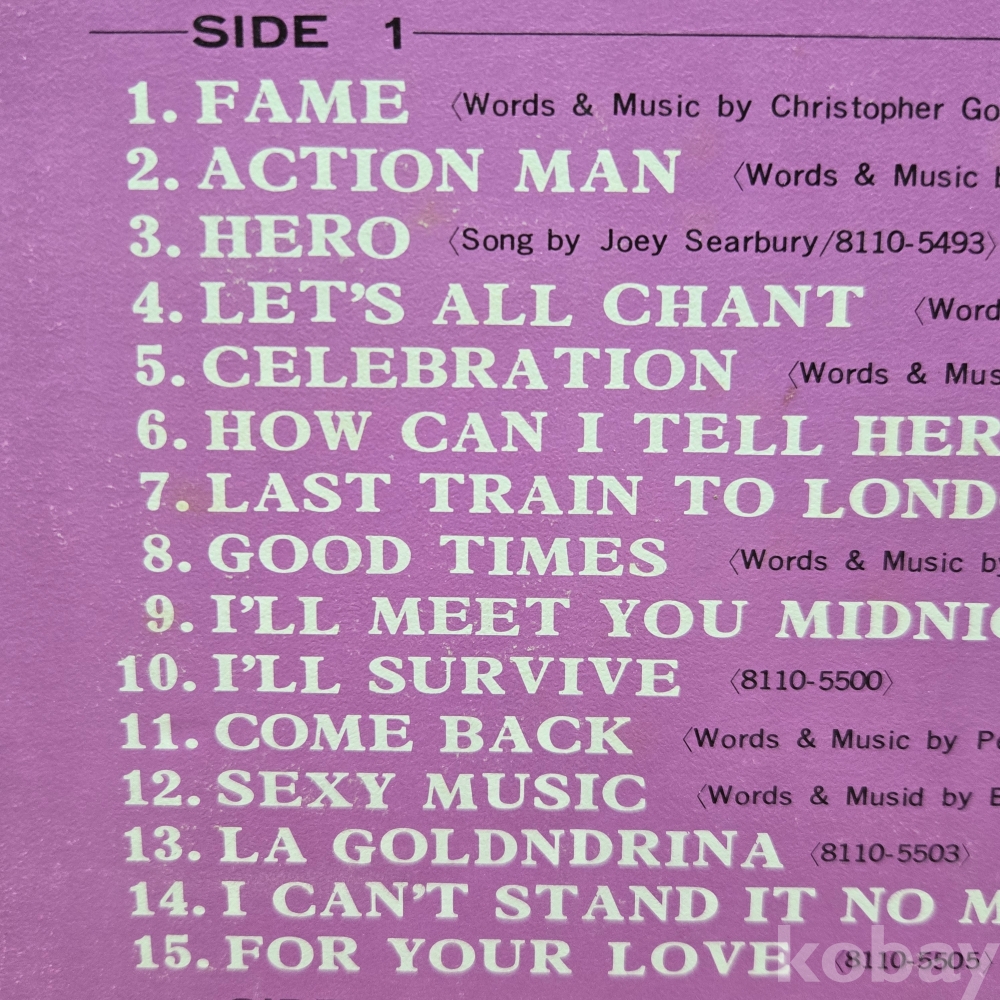 SIDE 1
1. FAME 〈Words & Music by Christopher Go
2. ACTION MAN 〈Words & Music b
3. HERO 〈Song by Joey Searbury/8110-5493〉
4. LET'S ALL CHANT 〈Word
5. CELEBRATION 〈Words & Mus
6. HOW CAN I TELL HER
7. LAST TRAIN TO LOND
8. GOOD TIMES 〈Words & Music by
9. I'LL MEET YOU MIDNIG
10. I'LL SURVIVE 〈8110-5500〉
11. COME BACK 〈Words & Music by Pe
12. SEXY MUSIC 〈Words & Musid by B
13. LA GOLDNDRINA 〈8110-5503〉
14. I CAN'T STAND IT NO M
15. FOR YOUR LOVE 〈8110-5505〉
kobay